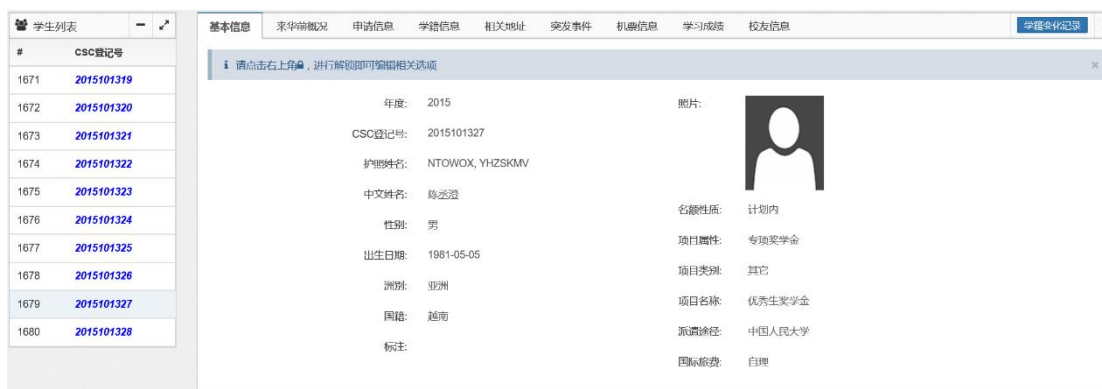 学生列表
# CSC登记号
1671 2015101319
1672 2015101320
1673 2015101321
1674 2015101322
1675 2015101323
1676 2015101324
1677 2015101325
1678 2015101326
1679 2015101327
1680 2015101328
基本信息 来华前概况 申请信息 学籍信息 相关地址 突发事件 机票信息 学习成绩 校友信息 学籍变化记录
请点击右上角，进行解锁即可编辑相关选项
年度: 2015
CSC登记号: 2015101327
护照姓名: NTOWOX, YHZSKMV
中文姓名: 陈丞澄
性别: 男
出生日期: 1981-05-05
洲别: 亚洲
国籍: 越南
标注:
照片:
名额性质: 计划内
项目属性: 专项奖学金
项目类别: 其它
项目名称: 优秀生奖学金
派遣途径: 中国人民大学
国际旅费: 自理